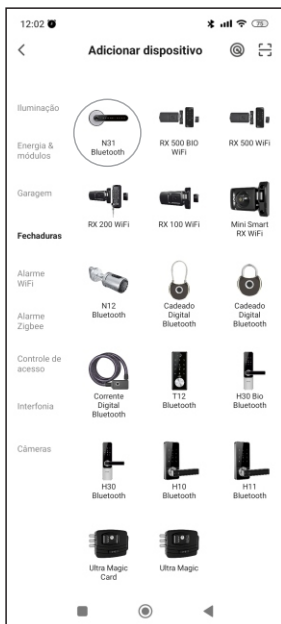 12:02
70
Adicionar dispositivo
Iluminação
Energia &
módulos
Garagem
Fechaduras
Alarme
WiFi
Alarme
Zigbee
Controle de
acesso
Interfonia
Câmeras
N31
Bluetooth
RX 500 BIO
WiFi
RX 500 WiFi
RX 200 WiFi
RX 100 WiFi
Mini Smart
RX WiFi
N12
Bluetooth
Cadeado
Digital
Bluetooth
Cadeado
Digital
Bluetooth
Corrente
Digital
Bluetooth
T12
Bluetooth
H30 Bio
Bluetooth
H30
Bluetooth
H10
Bluetooth
H11
Bluetooth
Ultra Magic
Card
Ultra Magic